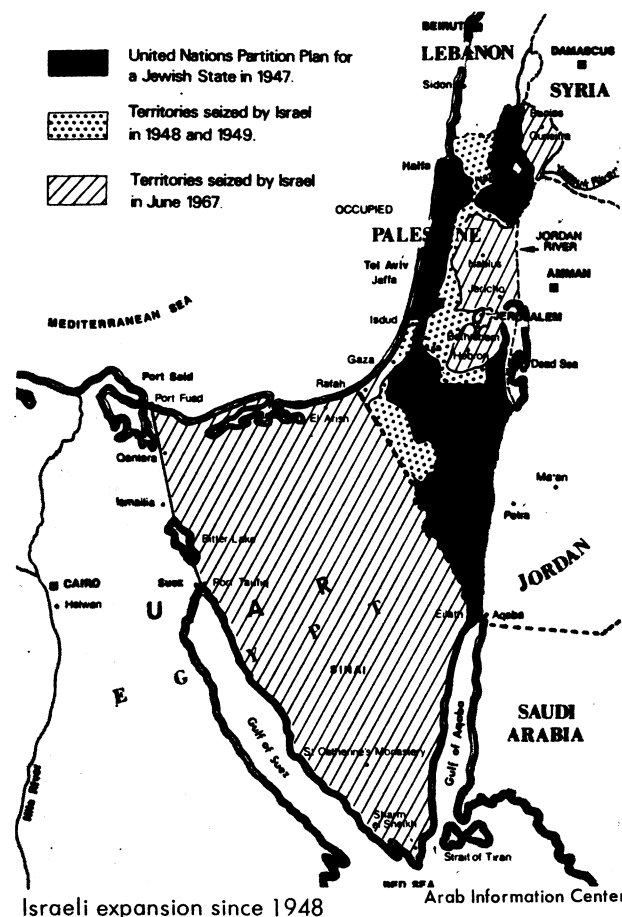 BEIRUT
LEBANON
DAMASCUS
SYRIA
Sidon
United Nations Partition Plan for
a Jewish State in 1947.
Territories seized by Israel
in 1948 and 1949.
Territories seized by Israel
in June 1967.
Banias
Quneitra
Haifa
OCCUPIED
PALESTINE
JORDAN
RIVER
Nablus
Tel Aviv
Jaffa
Jericho
AMMAN
MEDITERRANEAN SEA
Isdud
JERUSALEM
Bethlehem
Hebron
Gaza
Dead Sea
Port Said
Rafah
Port Fuad
El Arish
Qantara
Ma'an
Ismailia
Petra
Bitter Lake
JORDAN
CAIRO
Suez
Port Taufiq
Helwan
U A R
Eilath
Aqaba
E G Y P T
SINAI
SAUDI
ARABIA
Gulf of Suez
Gulf of Aqaba
St Catherine's Monastery
Nile River
Sharm
el Sheikh
Strait of Tiran
RED SEA
Israeli expansion since 1948
Arab Information Center